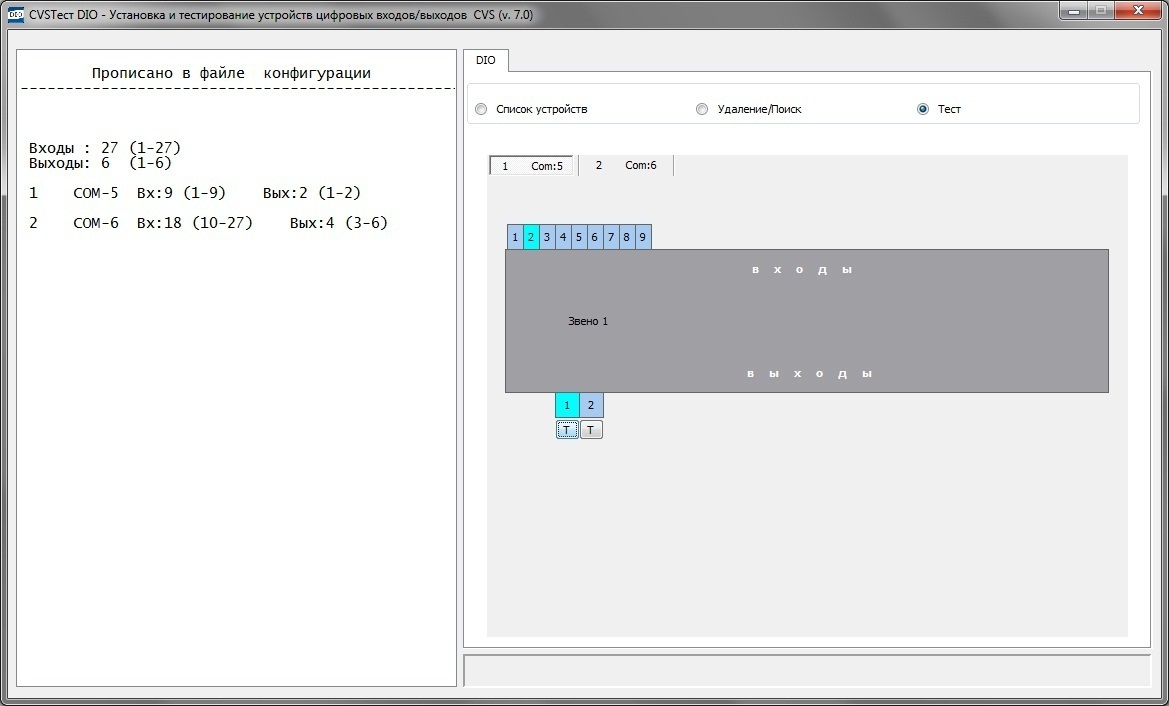 DIO CVSТест DIO - Установка и тестирование устройств цифровых входов/выходов CVS (v. 7.0)
Прописано в файле конфигурации
--------------------------------------------------
Входы : 27 (1-27)
Выходы: 6 (1-6)
1 COM-5 Вх:9 (1-9) Вых:2 (1-2)
2 COM-6 Вх:18 (10-27) Вых:4 (3-6)
DIO
Список устройств Удаление/Поиск Тест
1 Com:5 2 Com:6
1 2 3 4 5 6 7 8 9
в х о д ы
Звено 1
в ы х о д ы
1 2
T T